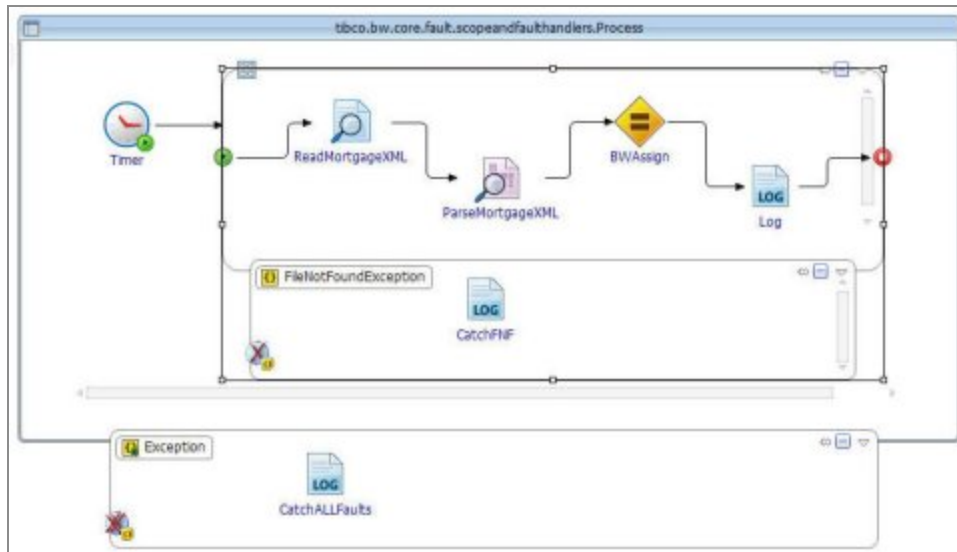 tibco.bw.core.fault.scopeandfaulthandlers.Process
Timer
ReadMortgageXML
ParseMortgageXML
BWAssign
LOG
Log
FileNotFoundException
LOG
CatchFNF
Exception
LOG
CatchALLFaults